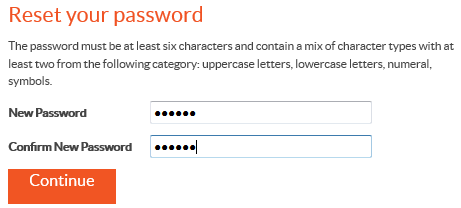 Reset your password
The password must be at least six characters and contain a mix of character types with at
least two from the following category: uppercase letters, lowercase letters, numeral,
symbols.
New Password ••••••
Confirm New Password ••••••
Continue